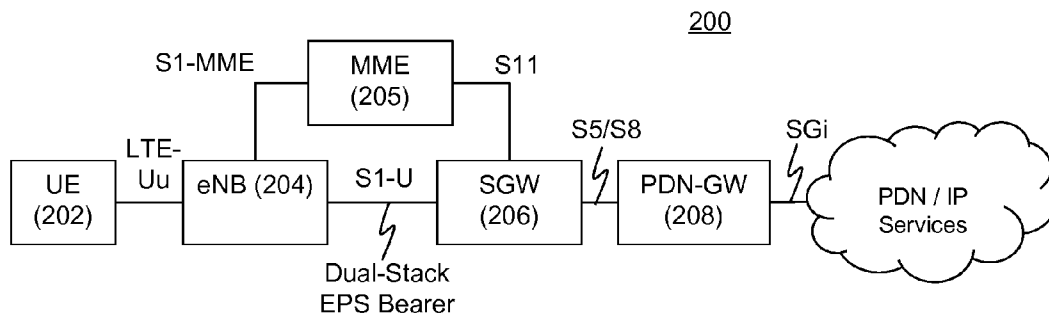 200
S1-MME
MME
(205)
S11
LTE-
Uu
UE
(202)
eNB (204)
S1-U
SGW
(206)
S5/S8
PDN-GW
(208)
SGi
PDN / IP
Services
Dual-Stack
EPS Bearer